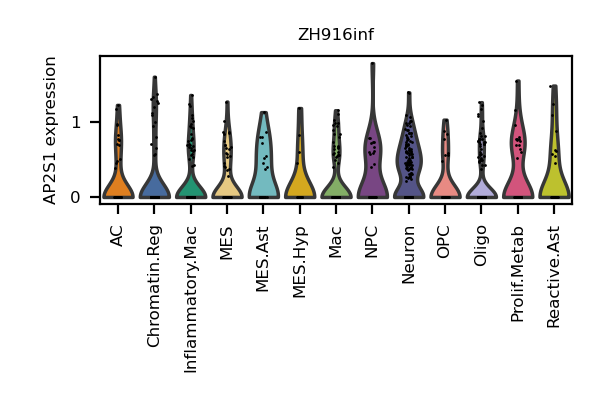 ZH916inf
AP2S1 expression
1
0
AC
Chromatin.Reg
Inflammatory.Mac
MES
MES.Ast
MES.Hyp
Mac
NPC
Neuron
OPC
Oligo
Prolif.Metab
Reactive.Ast